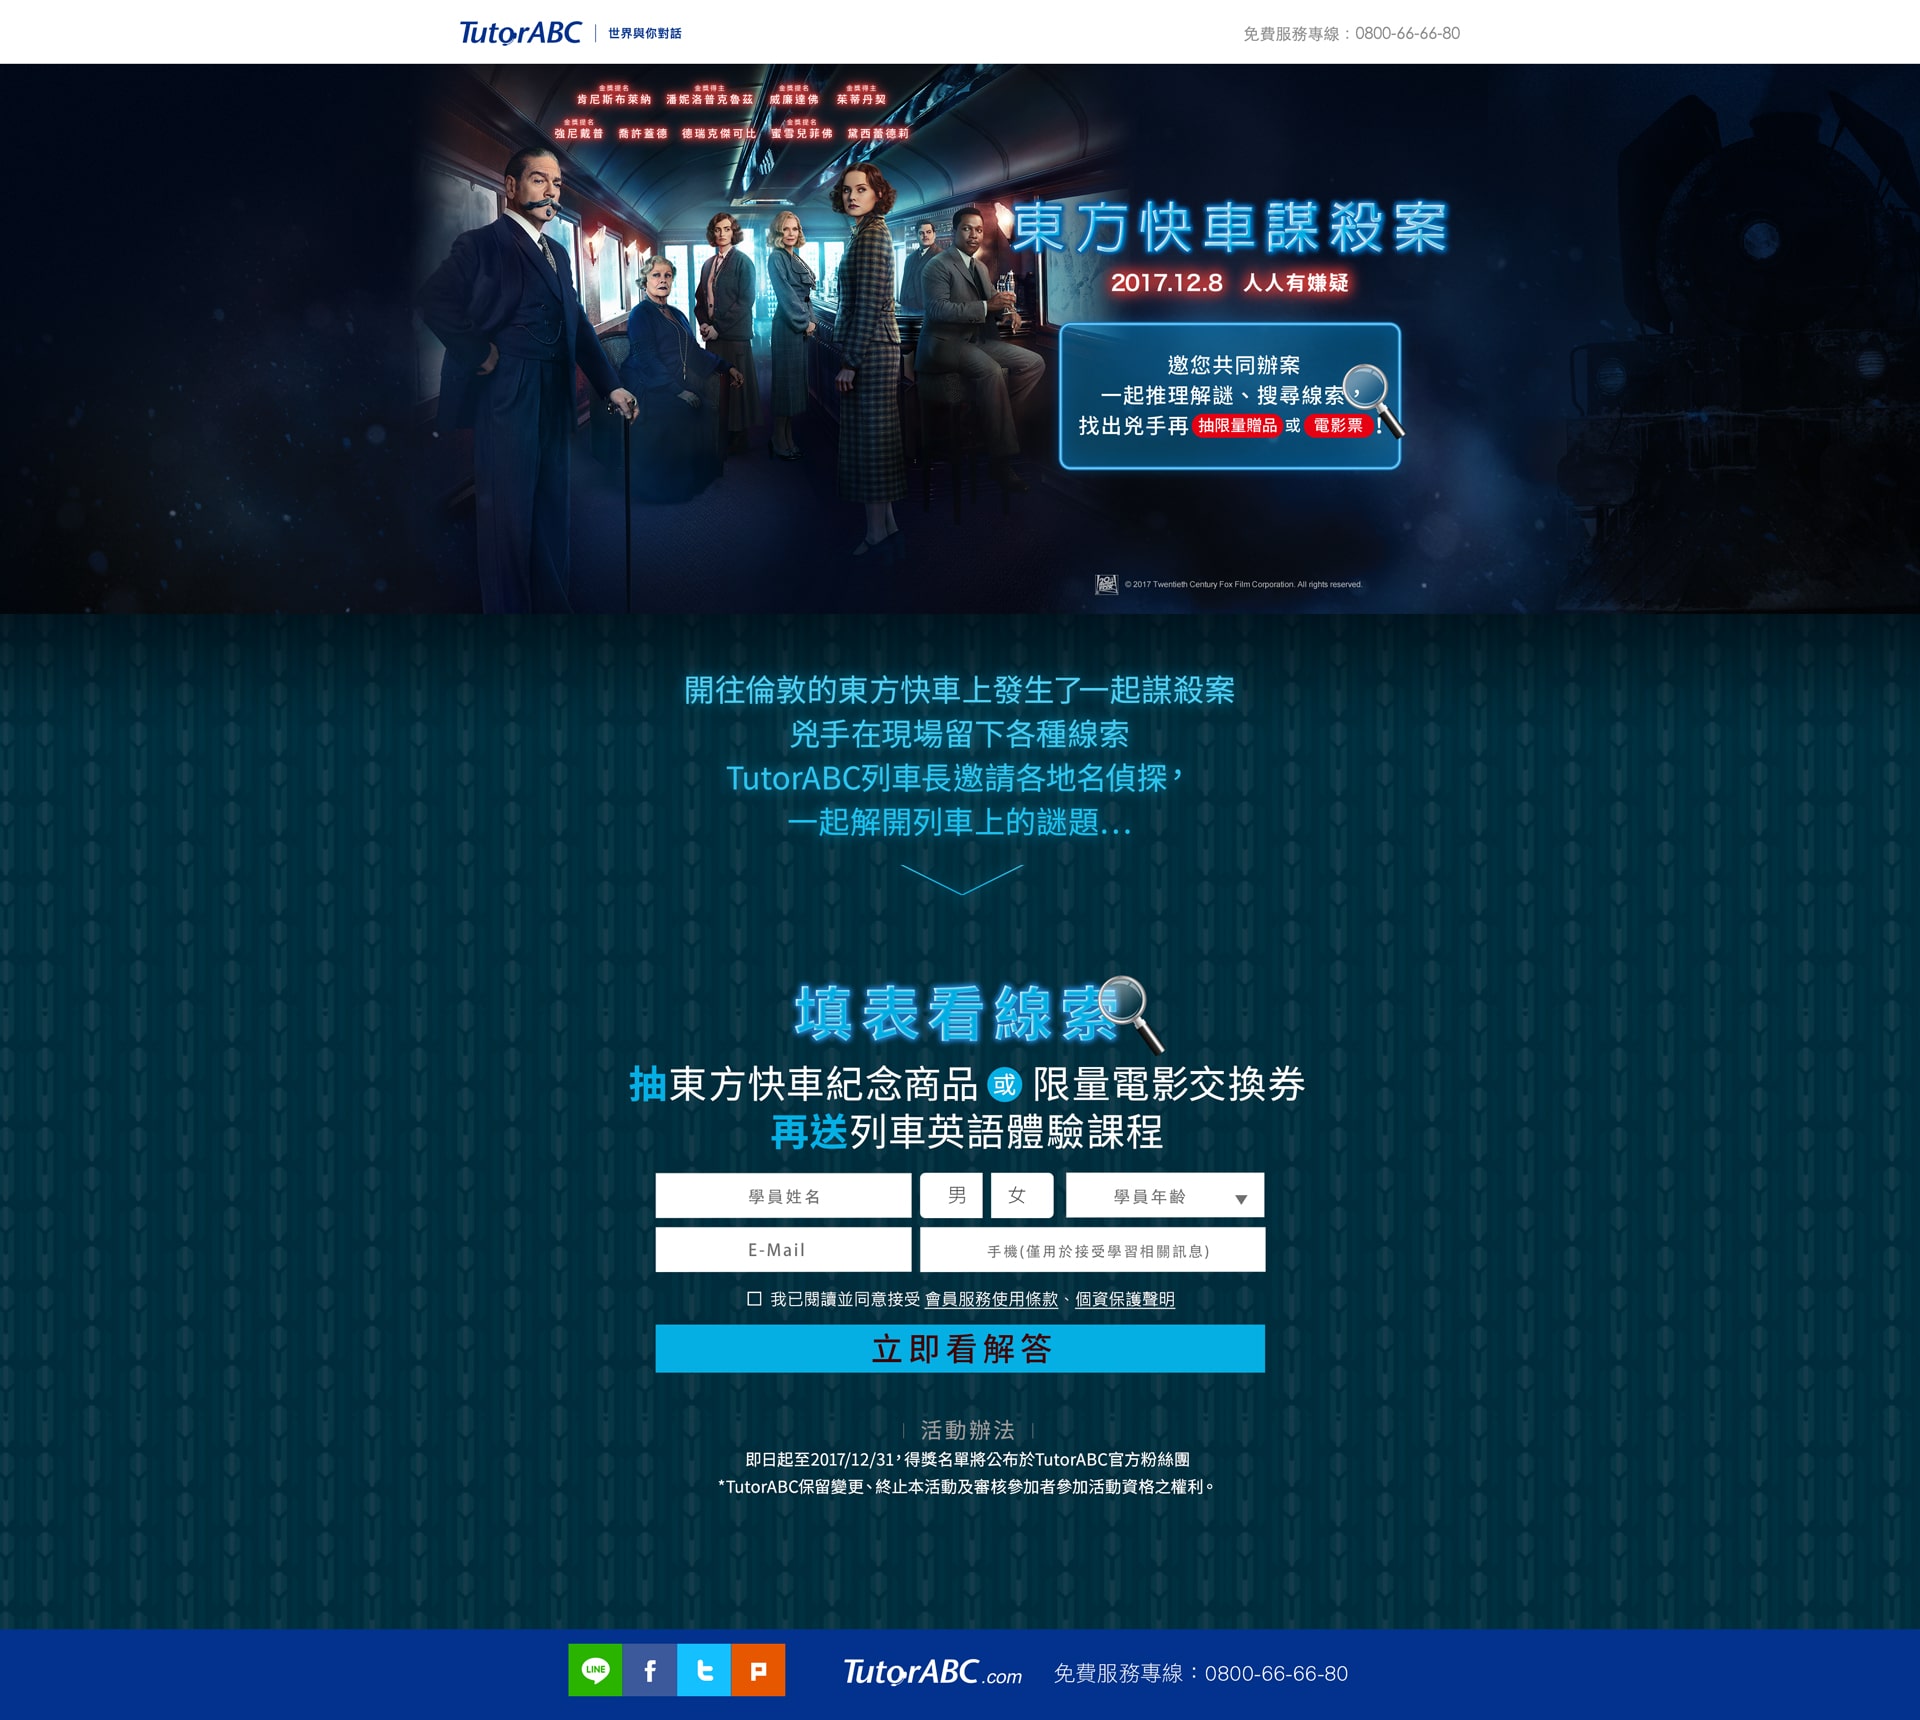 TutorABC
世界與你對話
免費服務專線：0800-66-66-80
金獎提名 金獎得主 金獎提名 金獎得主
肯尼斯布萊納 潘妮洛普克魯茲 威廉達佛 茱蒂丹契
金獎提名 金獎提名
強尼戴普 喬許蓋德 德瑞克傑可比 蜜雪兒菲佛 黛西蕾德莉
東方快車謀殺案
2017.12.8 人人有嫌疑
邀您共同辦案
一起推理解謎、搜尋線索，
找出兇手再 抽限量贈品 或 電影票！
© 2017 Twentieth Century Fox Film Corporation. All rights reserved.
開往倫敦的東方快車上發生了一起謀殺案
兇手在現場留下各種線索
TutorABC列車長邀請各地名偵探，
一起解開列車上的謎題...
填表看線索
抽東方快車紀念商品 或 限量電影交換券
再送列車英語體驗課程
學員姓名 男 女 學員年齡
E-Mail 手機(僅用於接受學習相關訊息)
我已閱讀並同意接受 會員服務使用條款、個資保護聲明
立即看解答
活動辦法
即日起至2017/12/31，得獎名單將公布於TutorABC官方粉絲團
*TutorABC保留變更、終止本活動及審核參加者參加活動資格之權利。
LINE f t P
TutorABC.com
免費服務專線：0800-66-66-80